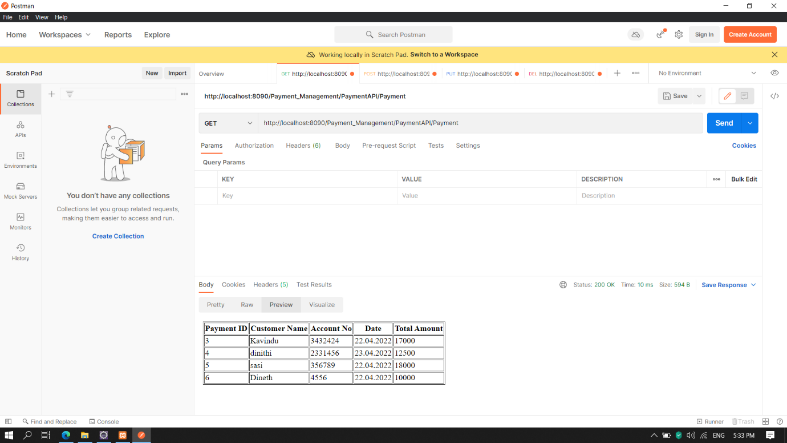 Postman
File Edit View Help
Home Workspaces Reports Explore
Search Postman
Sign In Create Account
Working locally in Scratch Pad. Switch to a Workspace
Scratch Pad New Import
Overview GET http://localhost:809( POST http://localhost:809 PUT http://localhost:809( DEL http://localhost:809( No Environment
Collections
APIs
Environments
Mock Servers
Monitors
History
You don't have any collections
Collections let you group related requests,
making them easier to access and run.
Create Collection
http://localhost:8090/Payment_Management/PaymentAPI/Payment Save
GET http://localhost:8090/Payment_Management/PaymentAPI/Payment Send
Params Authorization Headers (6) Body Pre-request Script Tests Settings Cookies
Query Params
KEY VALUE DESCRIPTION Bulk Edit
Key Value Description
Body Cookies Headers (5) Test Results Status: 200 OK Time: 10 ms Size: 594 B Save Response
Pretty Raw Preview Visualize
Payment ID Customer Name Account No Date Total Amount
3 Kavindu 3432424 22.04.2022 17000
4 dinithi 2331456 23.04.2022 12500
5 sasi 356789 22.04.2022 18000
6 Dineth 4556 22.04.2022 10000
Find and Replace Console Runner Trash
ENG 5:33 PM